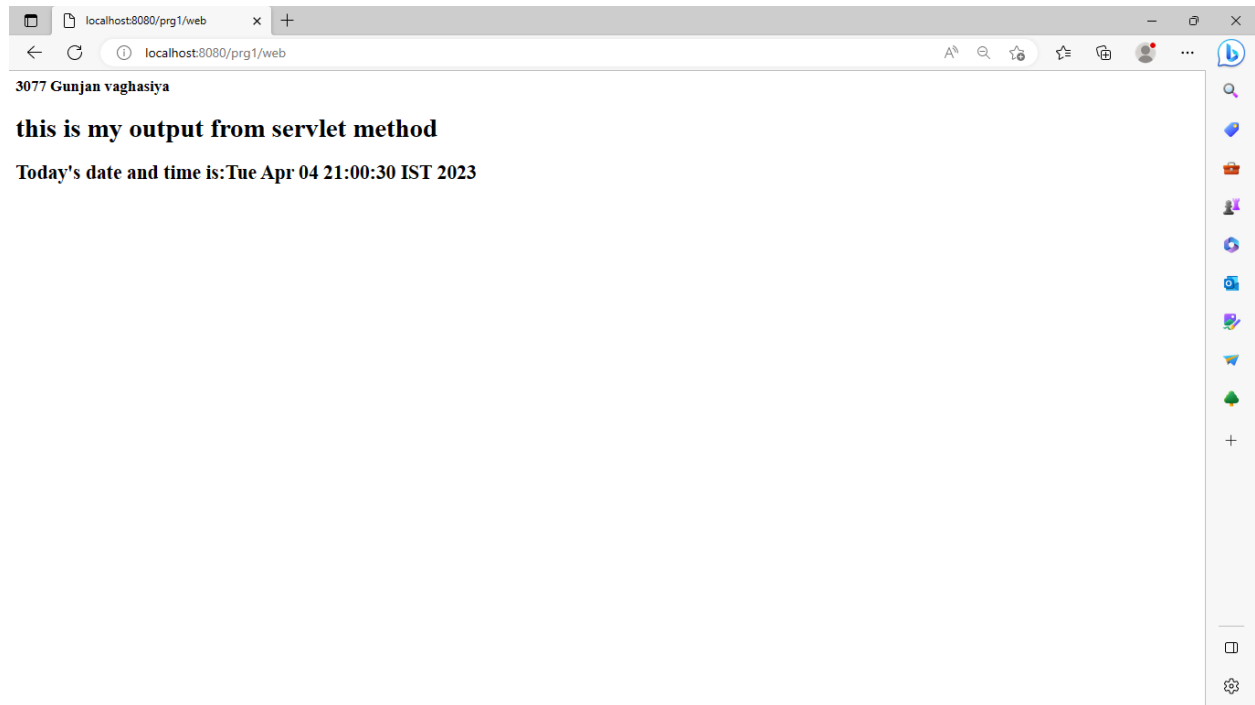 localhost:8080/prg1/web
localhost:8080/prg1/web
3077 Gunjan vaghasiya
this is my output from servlet method
Today's date and time is:Tue Apr 04 21:00:30 IST 2023